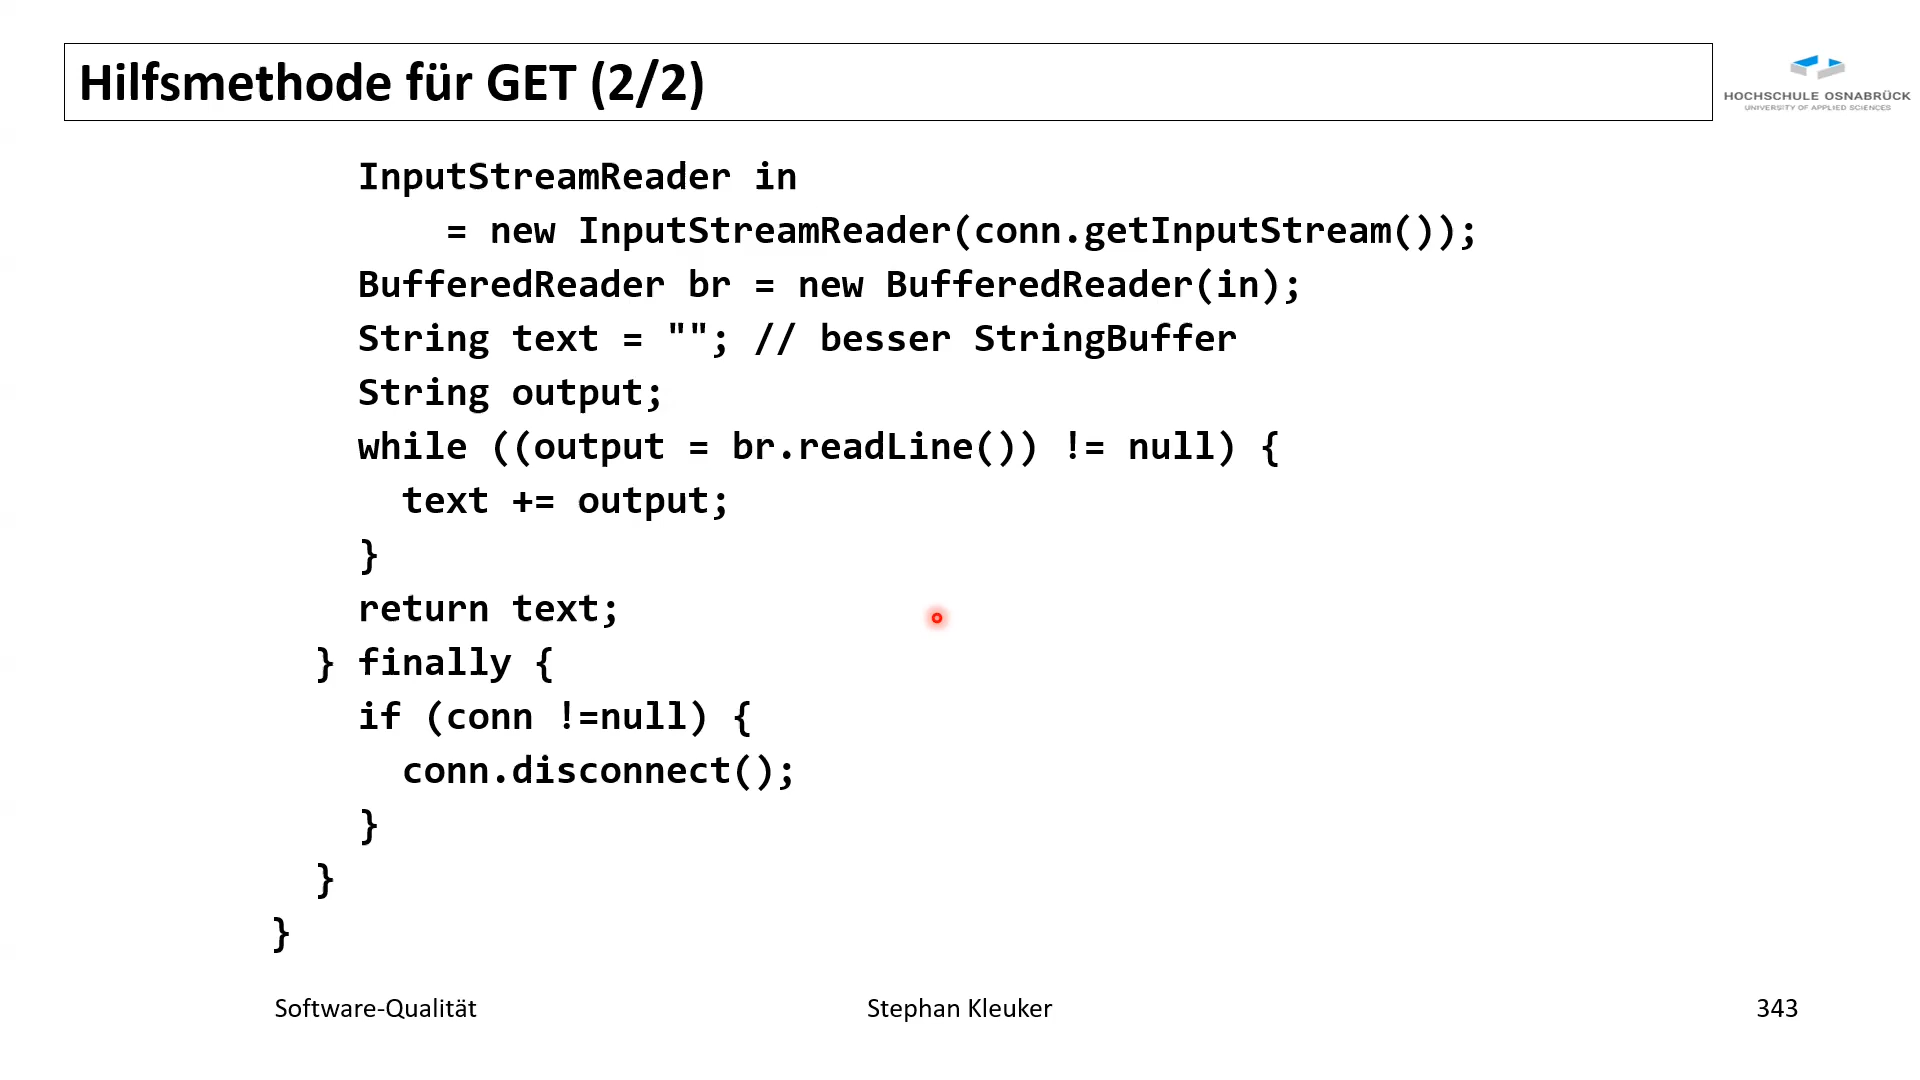 Hilfsmethode für GET (2/2)
HOCHSCHULE OSNABRÜCK
UNIVERSITY OF APPLIED SCIENCES
InputStreamReader in
= new InputStreamReader(conn.getInputStream());
BufferedReader br = new BufferedReader(in);
String text = ""; // besser StringBuffer
String output;
while ((output = br.readLine()) != null) {
text += output;
}
return text;
} finally {
if (conn !=null) {
conn.disconnect();
}
}
}
Software-Qualität
Stephan Kleuker
343